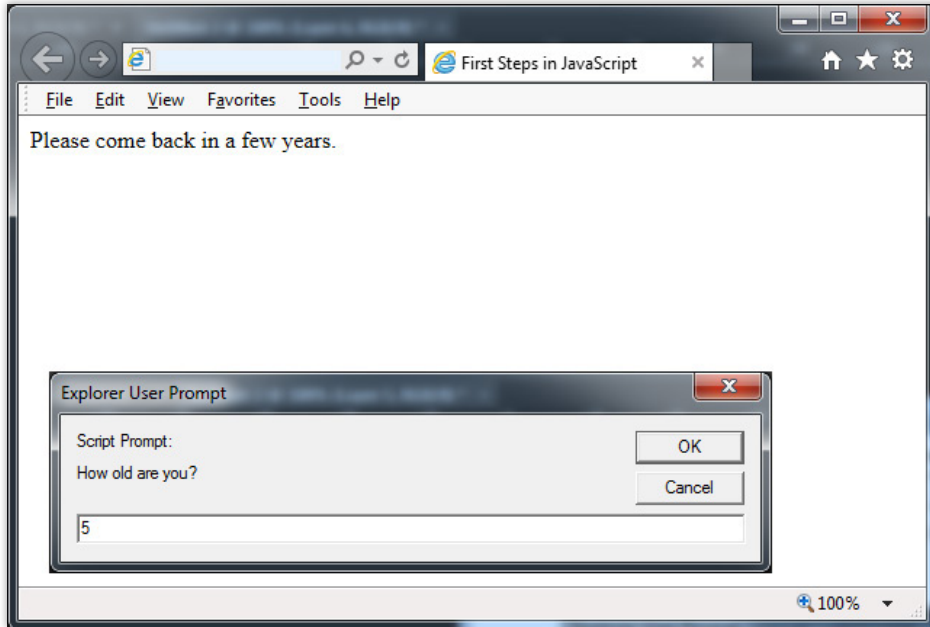 First Steps in JavaScript
File Edit View Favorites Tools Help
Please come back in a few years.
Explorer User Prompt
Script Prompt:
How old are you?
OK
Cancel
5
100%